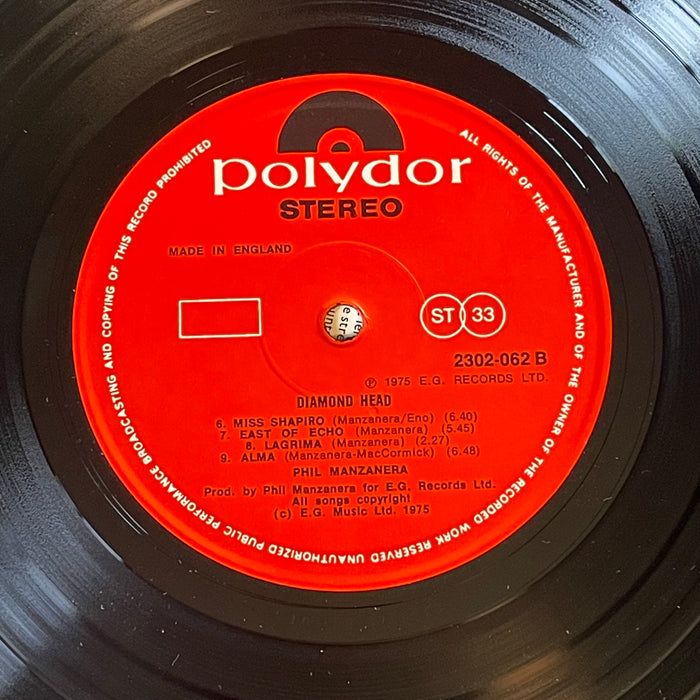 polydor
STEREO
MADE IN ENGLAND
ST 33
2302-062 B
℗ 1975 E.G. RECORDS LTD.
DIAMOND HEAD
6. MISS SHAPIRO (Manzanera/Eno) (6.40)
7. EAST OF ECHO (Manzanera) (5.45)
8. LAGRIMA (Manzanera) (2.27)
9. ALMA (Manzanera-MacCormick) (6.48)
PHIL MANZANERA
Prod. by Phil Manzanera for E.G. Records Ltd.
All songs copyright
(c) E.G. Music Ltd. 1975
ALL RIGHTS OF THE MANUFACTURER AND OF THE OWNER OF THE RECORDED WORK RESERVED UNAUTHORIZED PUBLIC PERFORMANCE BROADCASTING AND COPYING OF THIS RECORD PROHIBITED